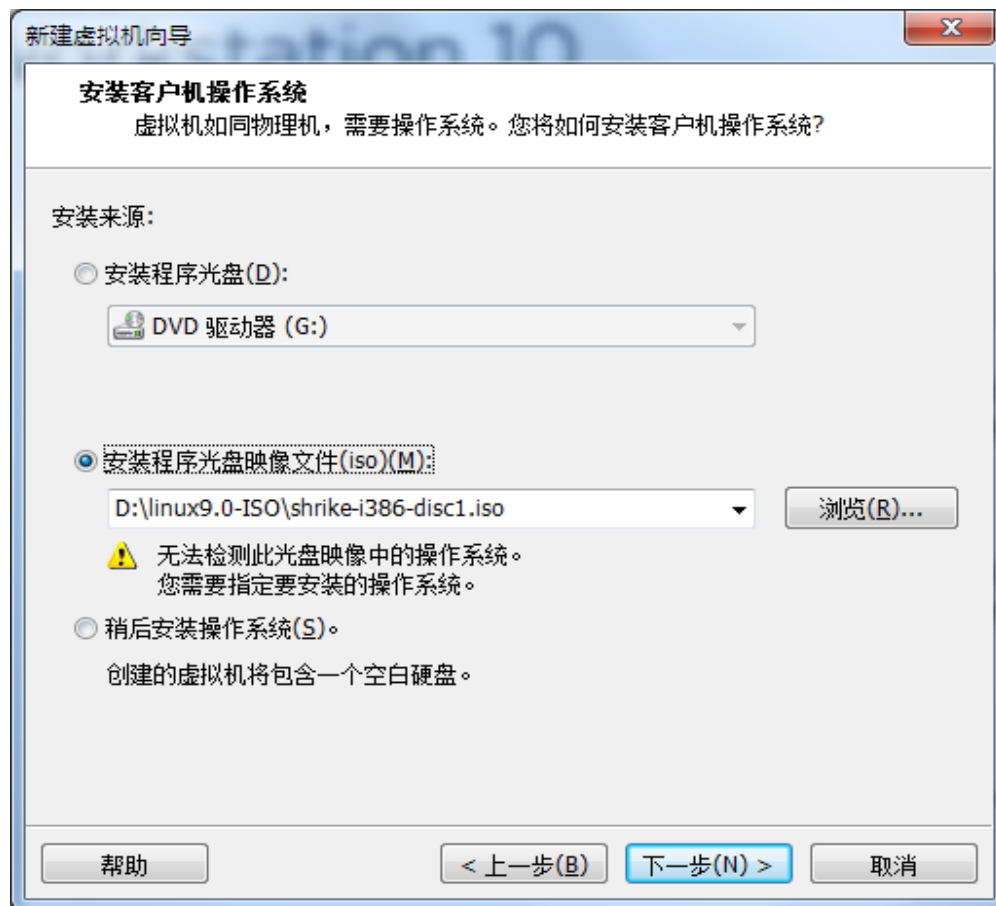 新建虚拟机向导
station 10
安装客户机操作系统
虚拟机如同物理机，需要操作系统。您将如何安装客户机操作系统?
安装来源:
安装程序光盘(D):
DVD 驱动器 (G:)
安装程序光盘映像文件(iso)(M):
D:\linux9.0-ISO\shrike-i386-disc1.iso
浏览(R)...
无法检测此光盘映像中的操作系统。
您需要指定要安装的操作系统。
稍后安装操作系统(S)。
创建的虚拟机将包含一个空白硬盘。
帮助
< 上一步(B)
下一步(N) >
取消